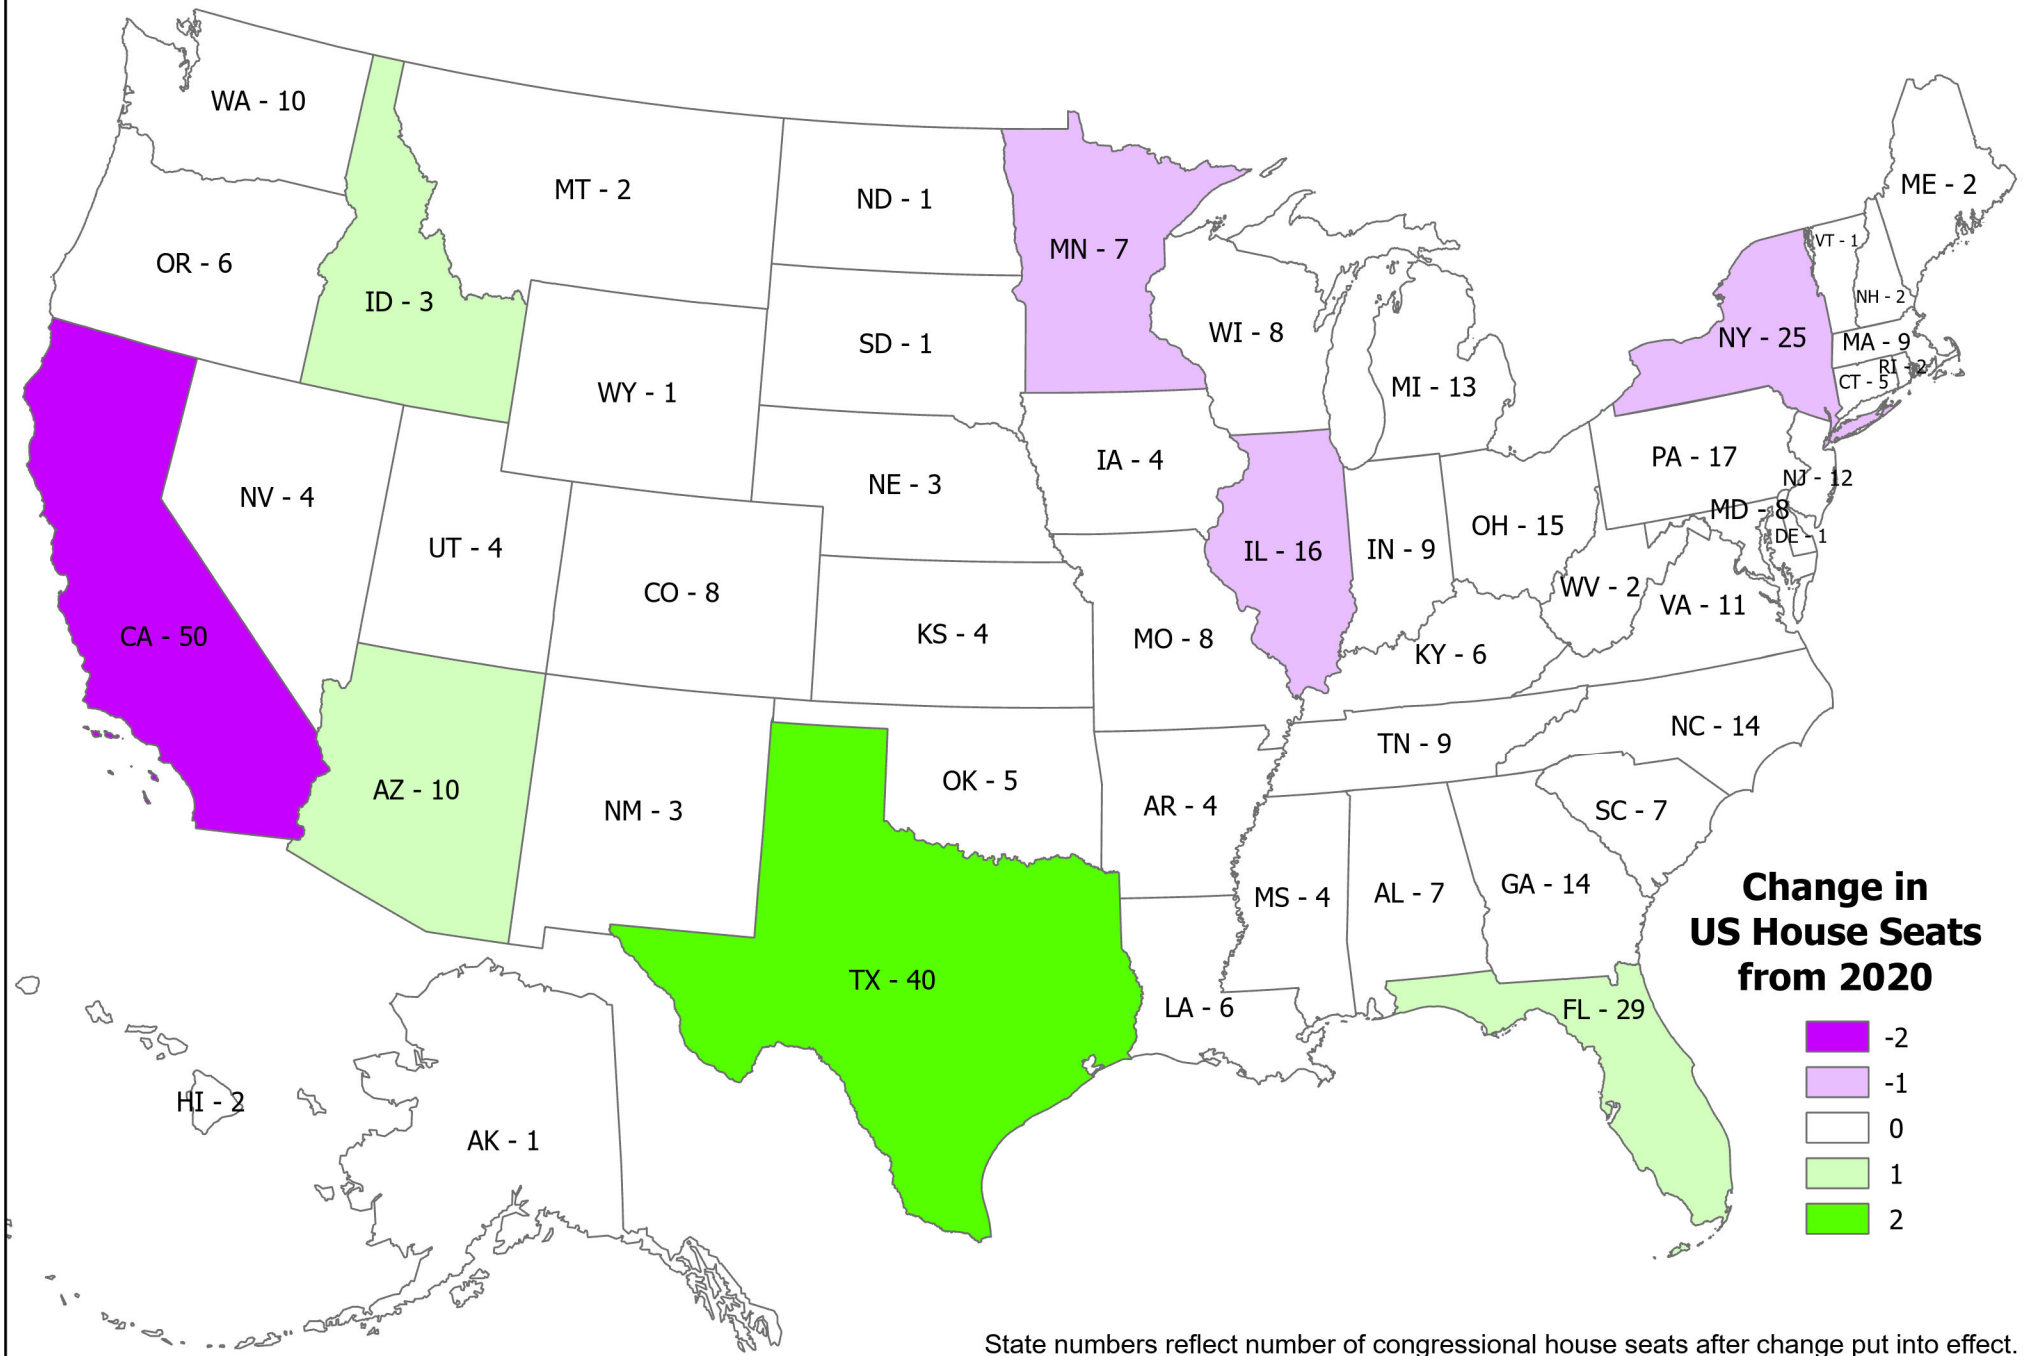 WA - 10
MT - 2
ND - 1
MN - 7
ME - 2
VT - 1
OR - 6
ID - 3
NH - 2
SD - 1
WI - 8
NY - 25
MA - 9
RI - 2
CT - 5
WY - 1
MI - 13
IA - 4
PA - 17
NJ - 12
NV - 4
NE - 3
MD - 8
DE - 1
UT - 4
IL - 16
IN - 9
OH - 15
CO - 8
WV - 2
VA - 11
CA - 50
KS - 4
MO - 8
KY - 6
NC - 14
TN - 9
AZ - 10
OK - 5
NM - 3
AR - 4
SC - 7
MS - 4
AL - 7
GA - 14
TX - 40
LA - 6
FL - 29
HI - 2
AK - 1
Change in
US House Seats
from 2020
-2
-1
0
1
2
State numbers reflect number of congressional house seats after change put into effect.